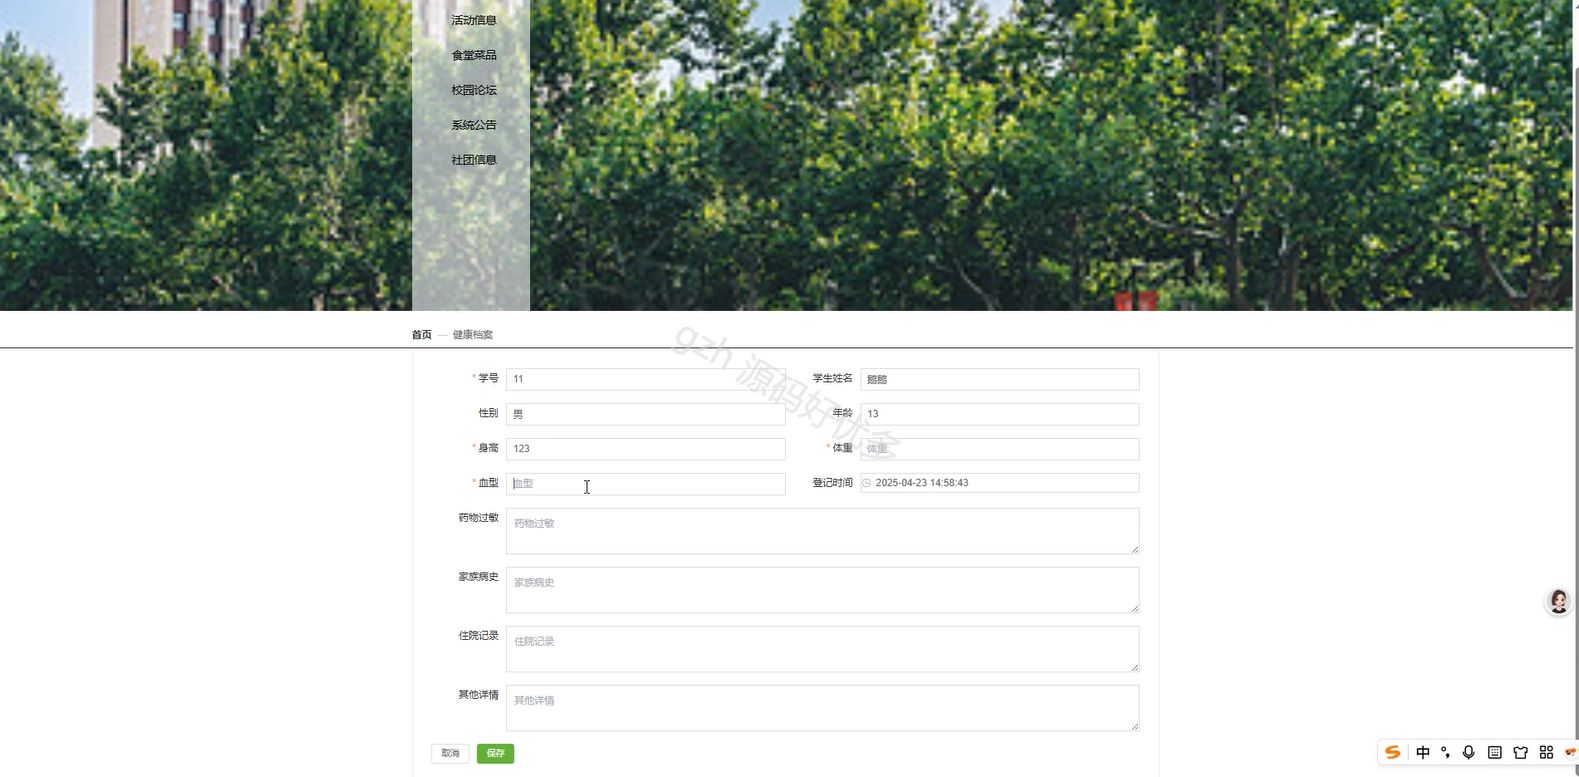 活动信息
食堂菜品
校园论坛
系统公告
社团信息
首页 — 健康档案
gzh 源码好优多
* 学号 11 学生姓名 鹅鹅
性别 男 年龄 13
* 身高 123 * 体重 体重
* 血型 血型 登记时间 2025-04-23 14:58:43
药物过敏 药物过敏
家族病史 家族病史
住院记录 住院记录
其他详情 其他详情
取消 保存
中